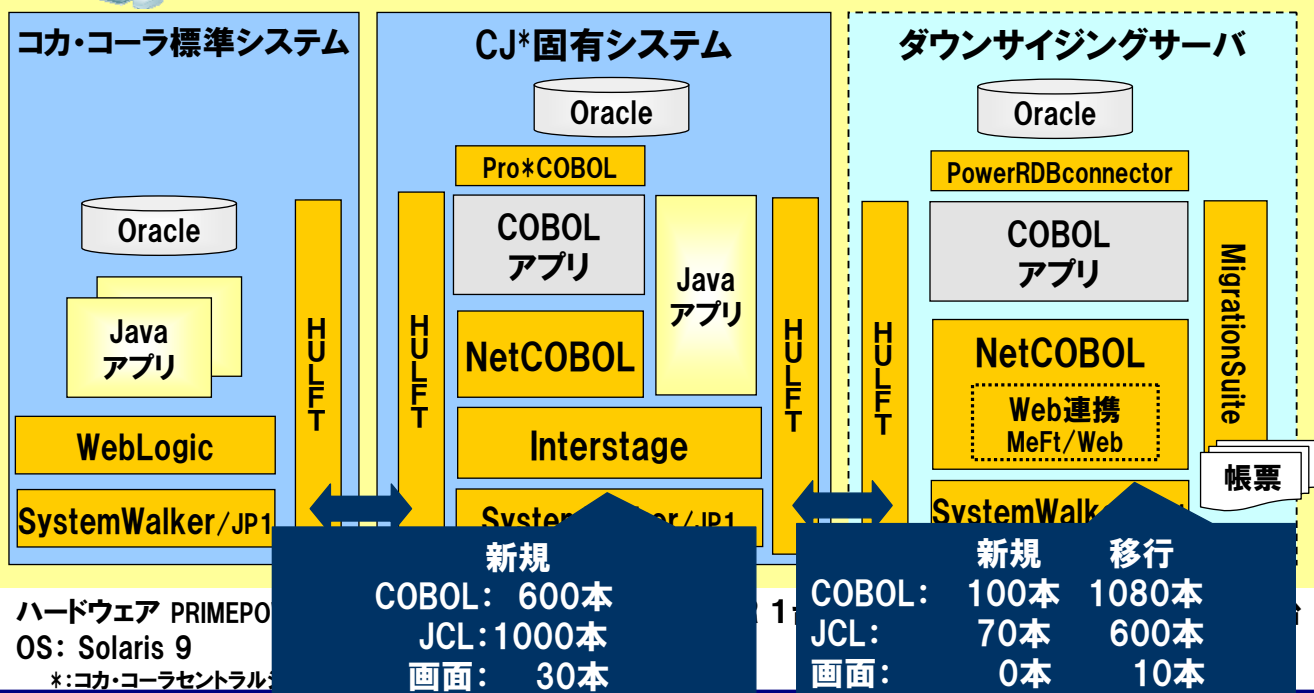 コカ・コーラ標準システム
Oracle
Java
アプリ
WebLogic
SystemWalker/JP1
HULFT
CJ*固有システム
Oracle
Pro*COBOL
HULFT
COBOL
アプリ
Java
アプリ
NetCOBOL
Interstage
HULFT
ダウンサイジングサーバ
Oracle
PowerRDBconnector
HULFT
COBOL
アプリ
NetCOBOL
Web連携
MeFt/Web
MigrationSuite
帳票
新規
COBOL: 600本
JCL:1000本
画面: 30本
新規 移行
COBOL: 100本 1080本
JCL: 70本 600本
画面: 0本 10本
ハードウェア
OS: Solaris 9